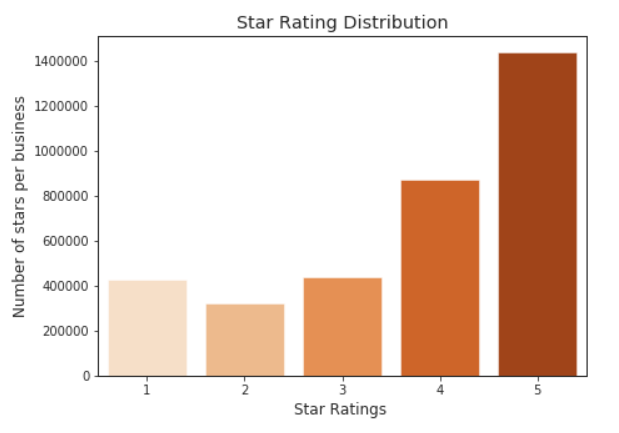 Star Rating Distribution
Number of stars per business
1400000
1200000
1000000
800000
600000
400000
200000
0
1 2 3 4 5
Star Ratings